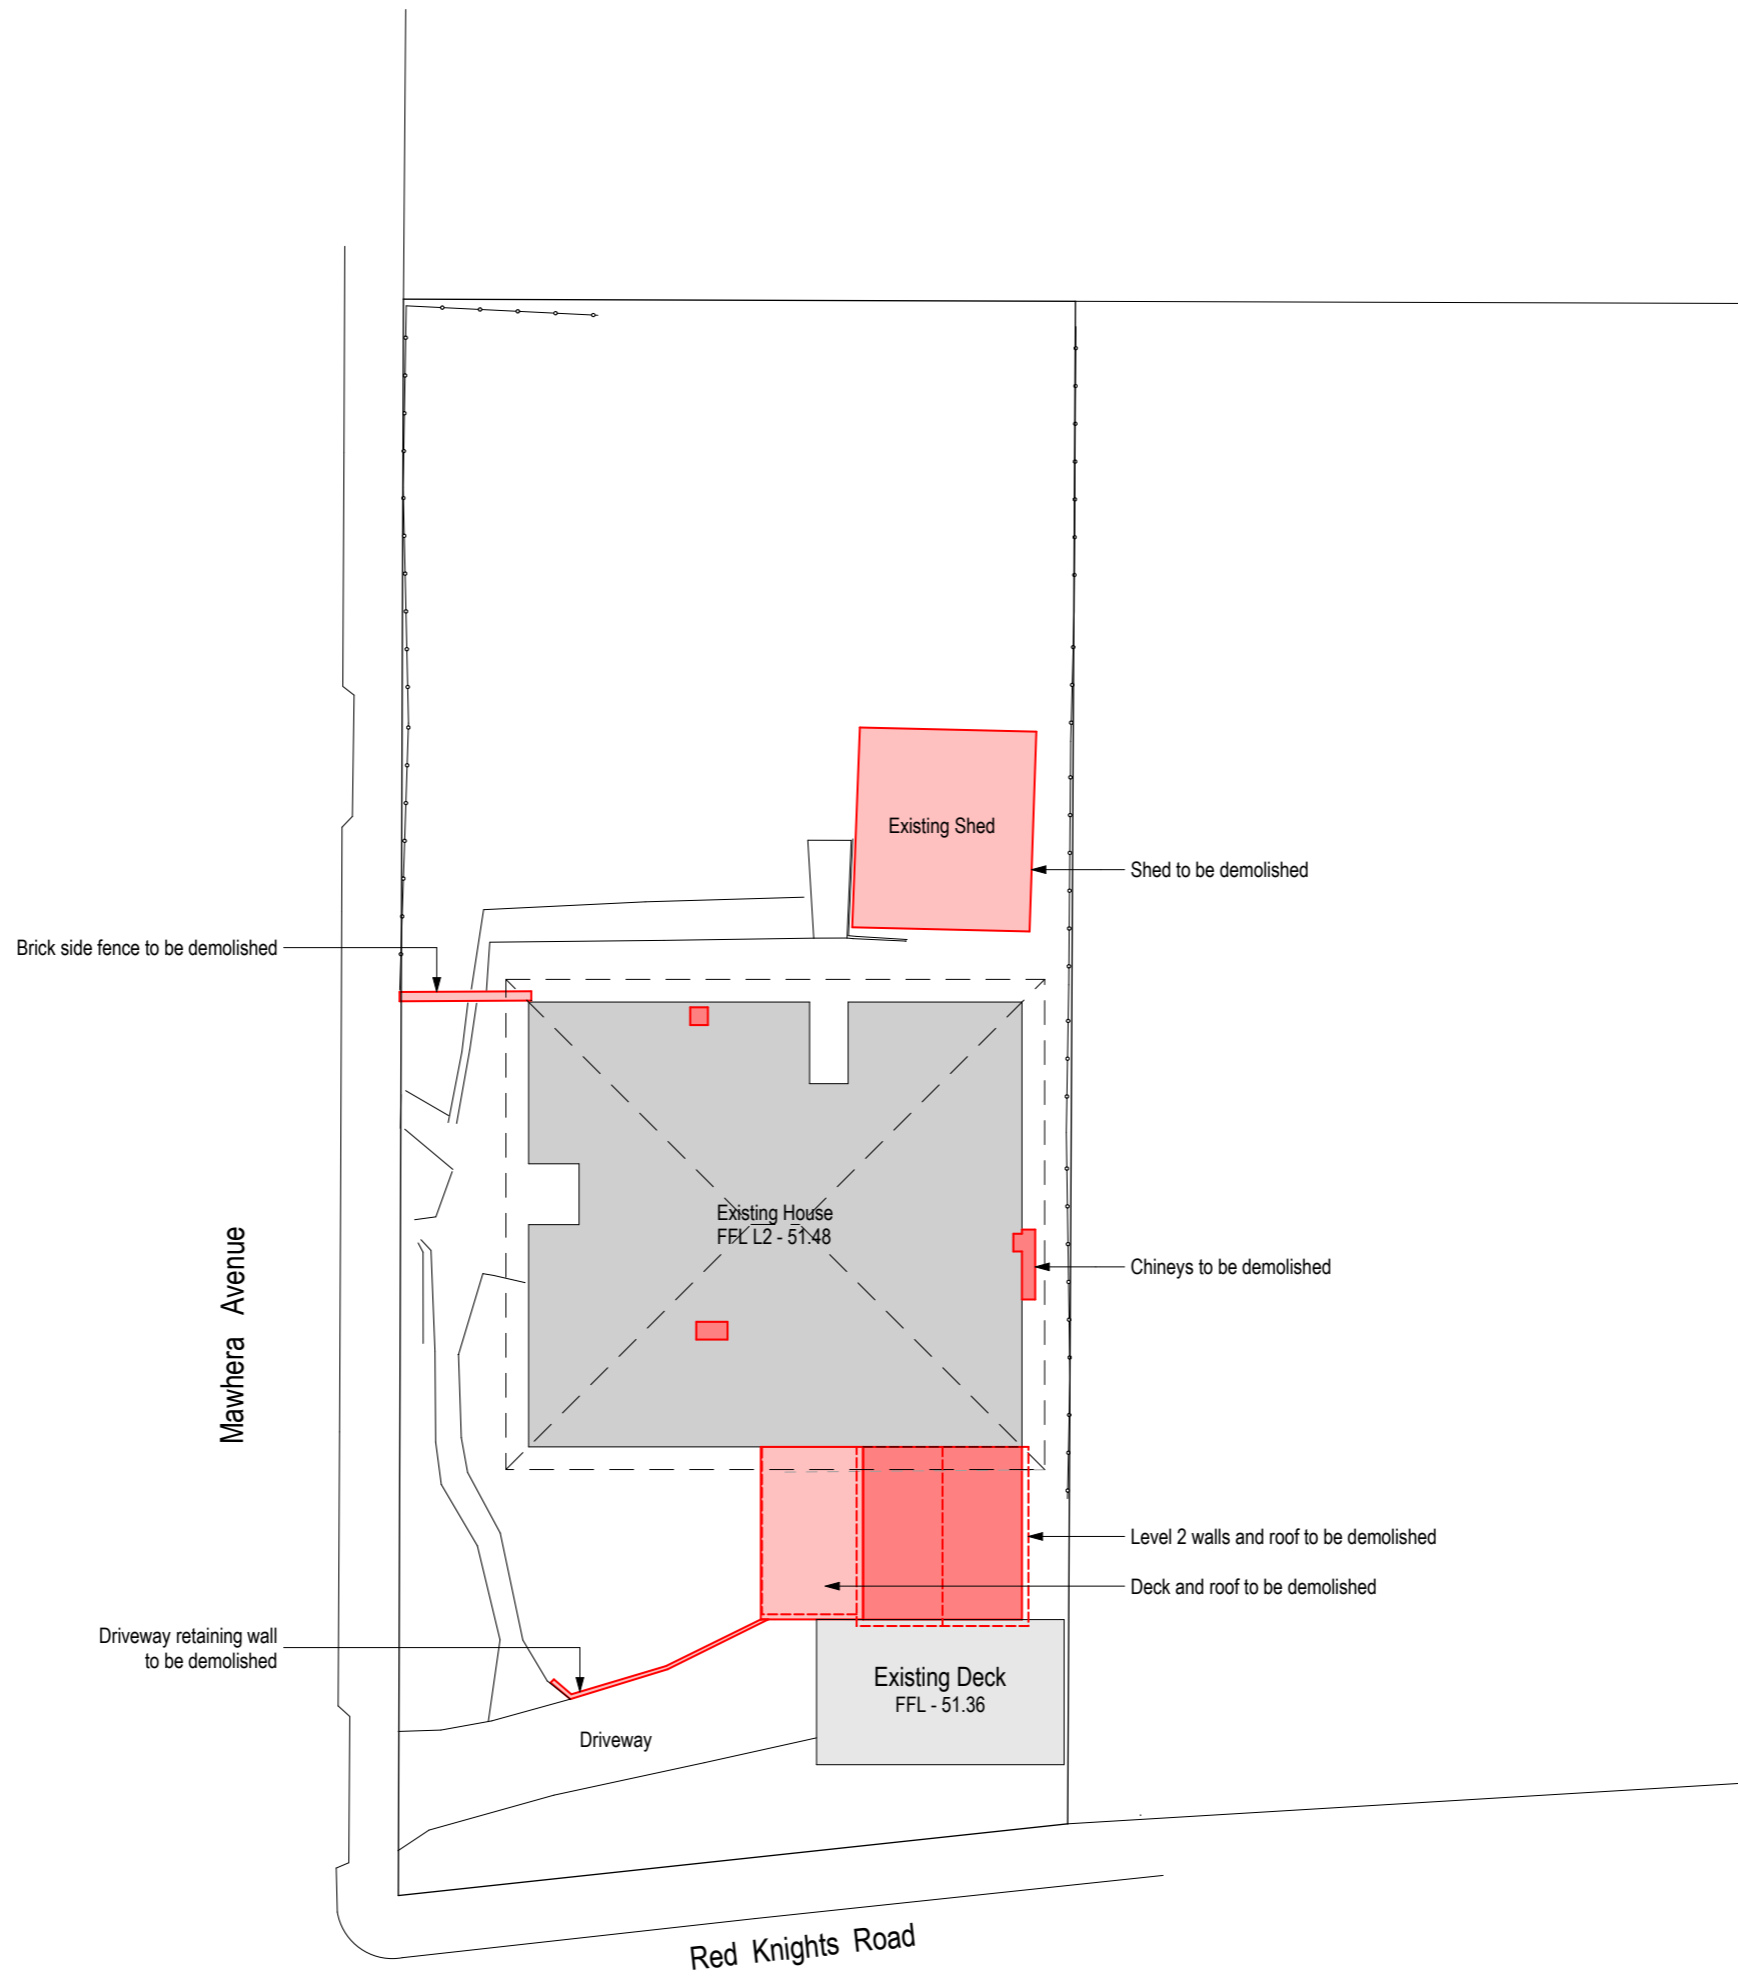 Existing Shed
Shed to be demolished
Brick side fence to be demolished
Existing House
FFL L2 - 51.48
Chineys to be demolished
Mawhera Avenue
Level 2 walls and roof to be demolished
Deck and roof to be demolished
Driveway retaining wall
to be demolished
Existing Deck
FFL - 51.36
Driveway
Red Knights Road